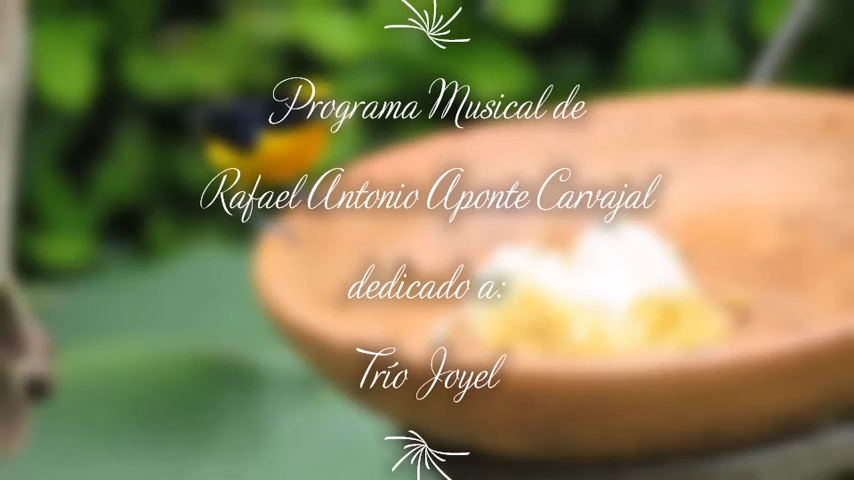 Programa Musical de
Rafael Antonio Aponte Carvajal
dedicado a:
Trío Joyel